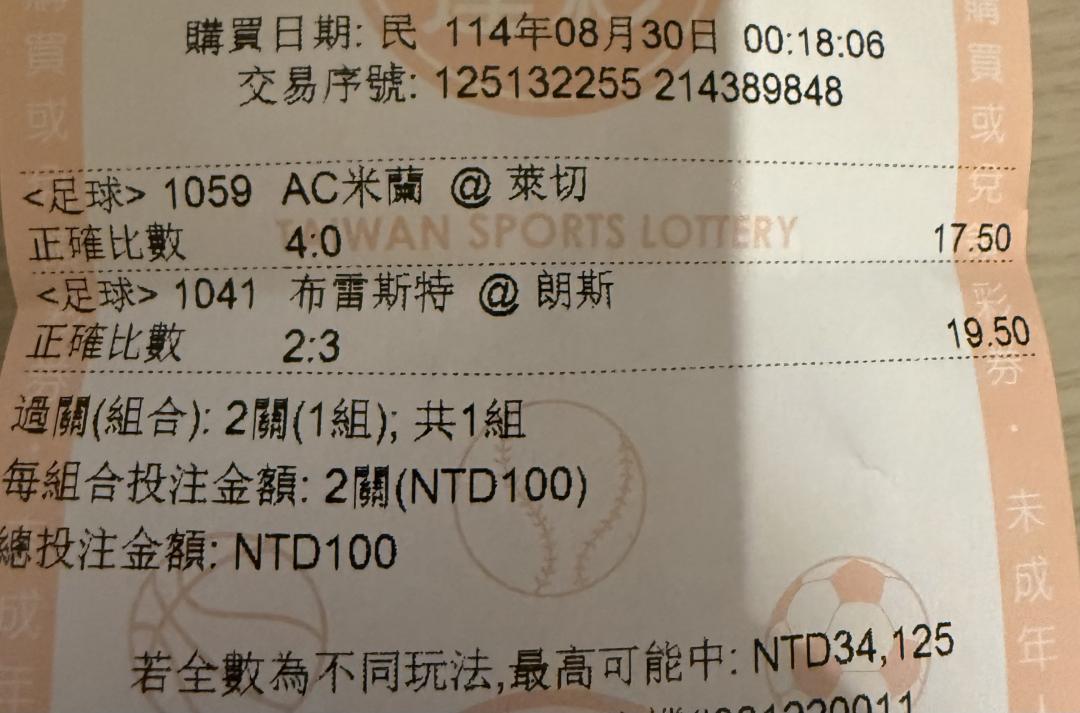 購買日期: 民 114年08月30日 00:18:06
交易序號: 125132255 214389848
<足球> 1059 AC米蘭 @ 萊切
TAIWAN SPORTS LOTTERY
正確比數 4:0 17.50
<足球> 1041 布雷斯特 @ 朗斯
正確比數 2:3 19.50
過關(組合): 2關(1組); 共1組
每組合投注金額: 2關(NTD100)
總投注金額: NTD100
若全數為不同玩法,最高可能中: NTD34,125
購買或兌
彩券．未成年
買或
成年